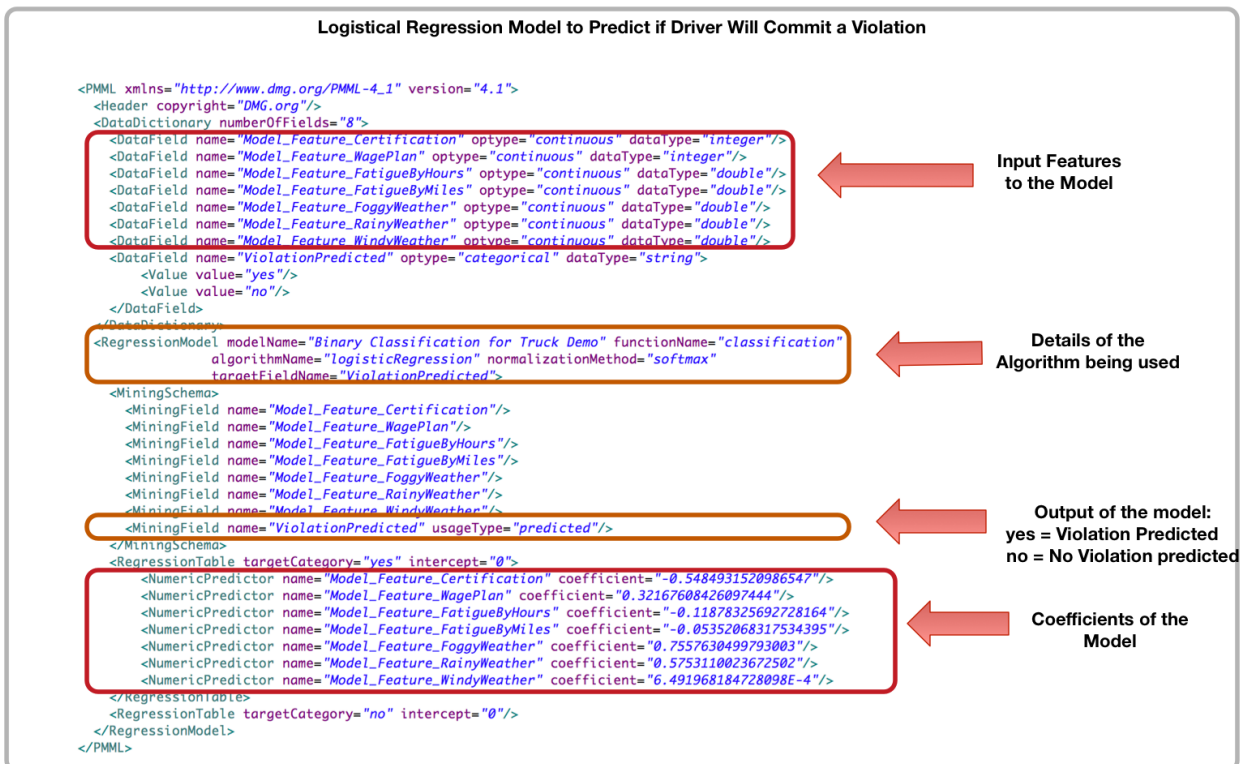 Logistical Regression Model to Predict if Driver Will Commit a Violation
<PMML xmlns="http://www.dmg.org/PMML-4_1" version="4.1">
<Header copyright="DMG.org"/>
<DataDictionary numberOfFields="8">
<DataField name="Model_Feature_Certification" optype="continuous" dataType="integer"/>
<DataField name="Model_Feature_WagePlan" optype="continuous" dataType="integer"/>
<DataField name="Model_Feature_FatigueByHours" optype="continuous" dataType="double"/>
<DataField name="Model_Feature_FatigueByMiles" optype="continuous" dataType="double"/>
<DataField name="Model_Feature_FoggyWeather" optype="continuous" dataType="double"/>
<DataField name="Model_Feature_RainyWeather" optype="continuous" dataType="double"/>
<DataField name="Model_Feature_WindyWeather" optype="continuous" dataType="double"/>
Input Features
to the Model
<DataField name="ViolationPredicted" optype="categorical" dataType="string">
<Value value="yes"/>
<Value value="no"/>
</DataField>
</DataDictionary>
<RegressionModel modelName="Binary Classification for Truck Demo" functionName="classification"
algorithmName="logisticRegression" normalizationMethod="softmax"
targetFieldName="ViolationPredicted">
Details of the
Algorithm being used
<MiningSchema>
<MiningField name="Model_Feature_Certification"/>
<MiningField name="Model_Feature_WagePlan"/>
<MiningField name="Model_Feature_FatigueByHours"/>
<MiningField name="Model_Feature_FatigueByMiles"/>
<MiningField name="Model_Feature_FoggyWeather"/>
<MiningField name="Model_Feature_RainyWeather"/>
<MiningField name="Model_Feature_WindyWeather"/>
<MiningField name="ViolationPredicted" usageType="predicted"/>
</MiningSchema>
Output of the model:
yes = Violation Predicted
no = No Violation predicted
<RegressionTable targetCategory="yes" intercept="0">
<NumericPredictor name="Model_Feature_Certification" coefficient="-0.5484931520986547"/>
<NumericPredictor name="Model_Feature_WagePlan" coefficient="0.32167608426097444"/>
<NumericPredictor name="Model_Feature_FatigueByHours" coefficient="-0.11878325692728164"/>
<NumericPredictor name="Model_Feature_FatigueByMiles" coefficient="-0.05352068317534395"/>
<NumericPredictor name="Model_Feature_FoggyWeather" coefficient="0.7557630499793003"/>
<NumericPredictor name="Model_Feature_RainyWeather" coefficient="0.5753110023672502"/>
<NumericPredictor name="Model_Feature_WindyWeather" coefficient="6.491968184728098E-4"/>
Coefficients of the
Model
</RegressionTable>
<RegressionTable targetCategory="no" intercept="0"/>
</RegressionModel>
</PMML>